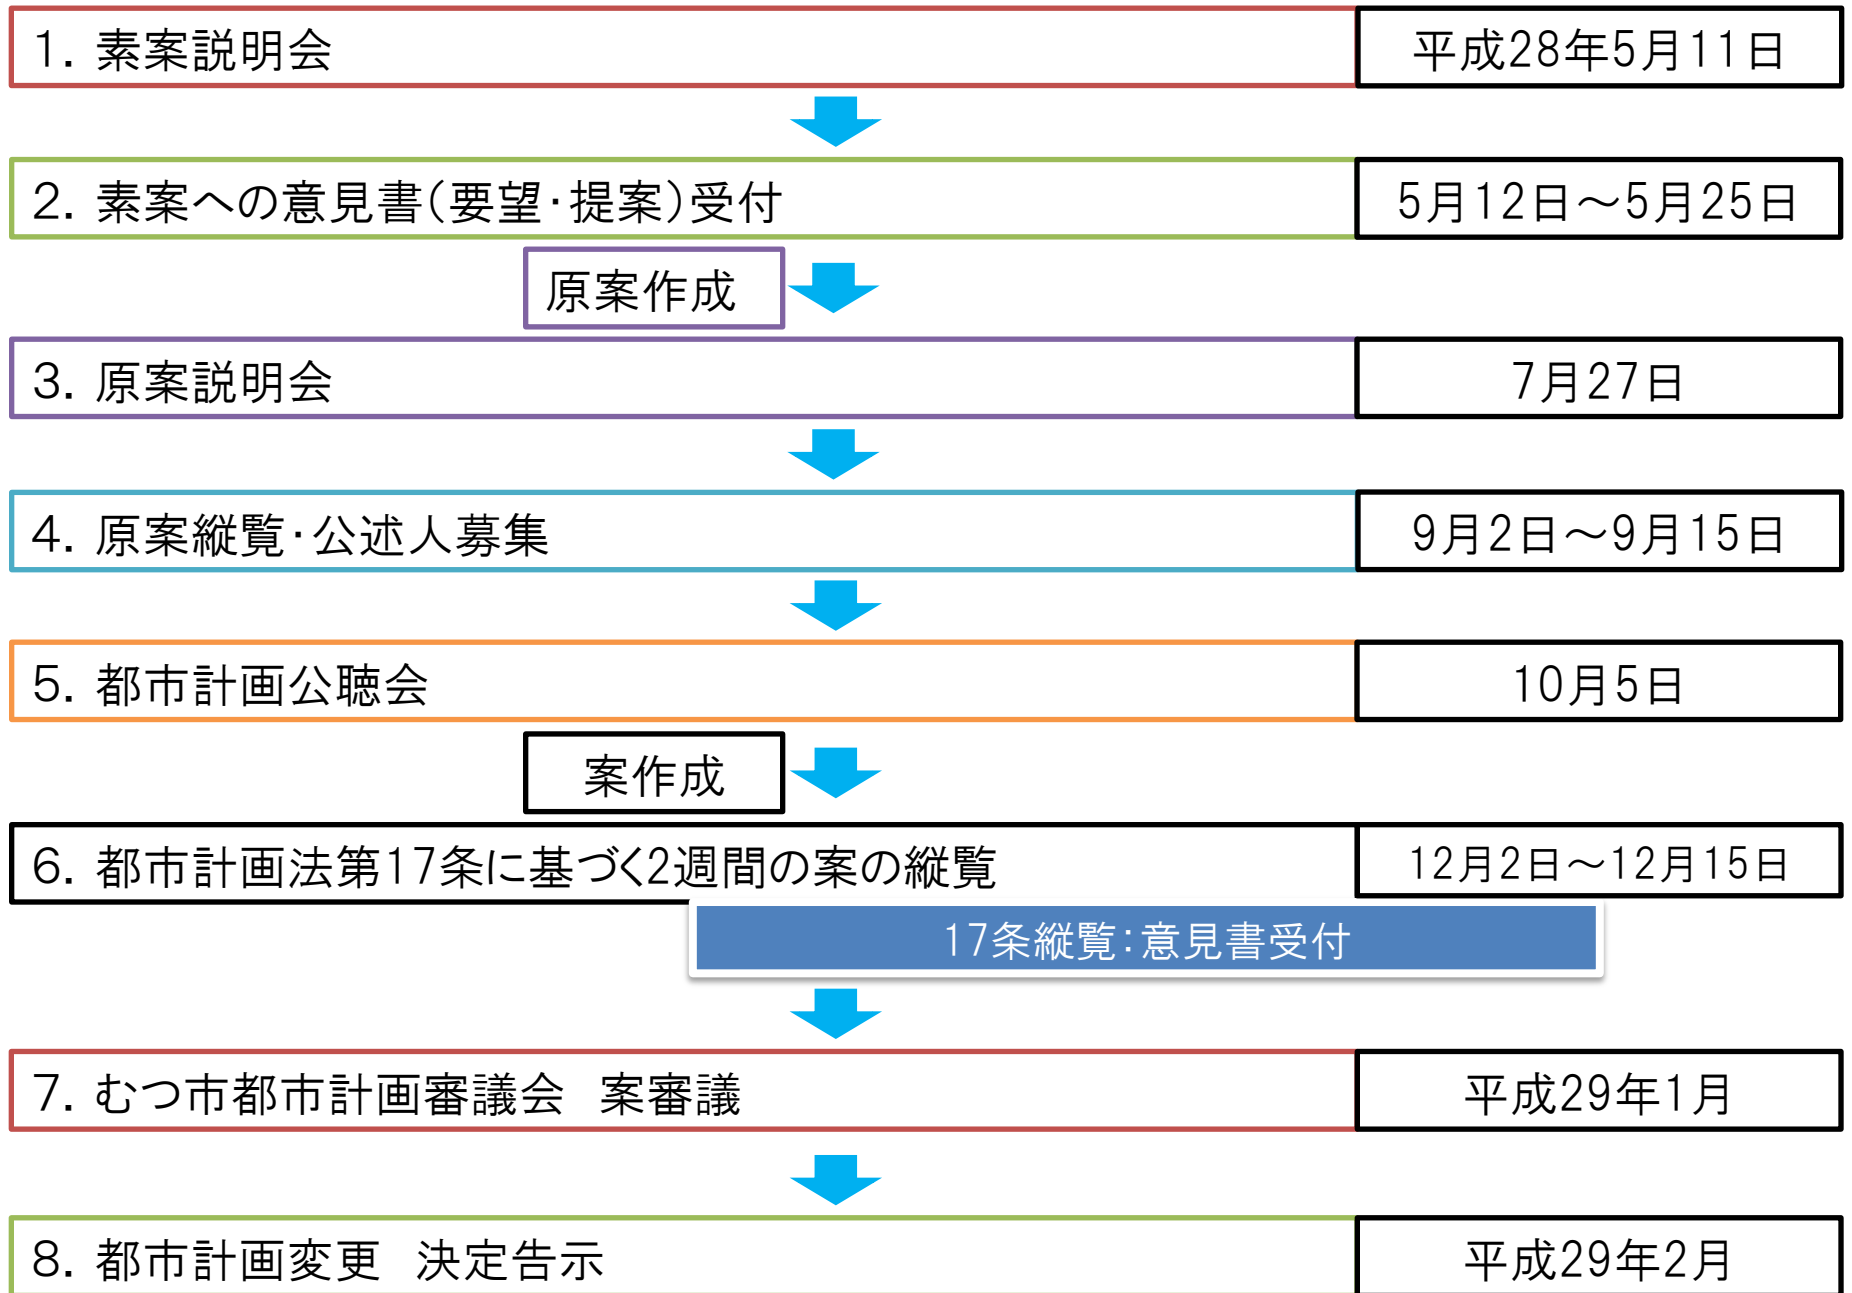 1. 素案説明会　平成28年5月11日
2. 素案への意見書(要望・提案)受付　5月12日～5月25日
原案作成
3. 原案説明会　7月27日
4. 原案縦覧・公述人募集　9月2日～9月15日
5. 都市計画公聴会　10月5日
案作成
6. 都市計画法第17条に基づく2週間の案の縦覧　12月2日～12月15日
17条縦覧：意見書受付
7. むつ市都市計画審議会　案審議　平成29年1月
8. 都市計画変更　決定告示　平成29年2月